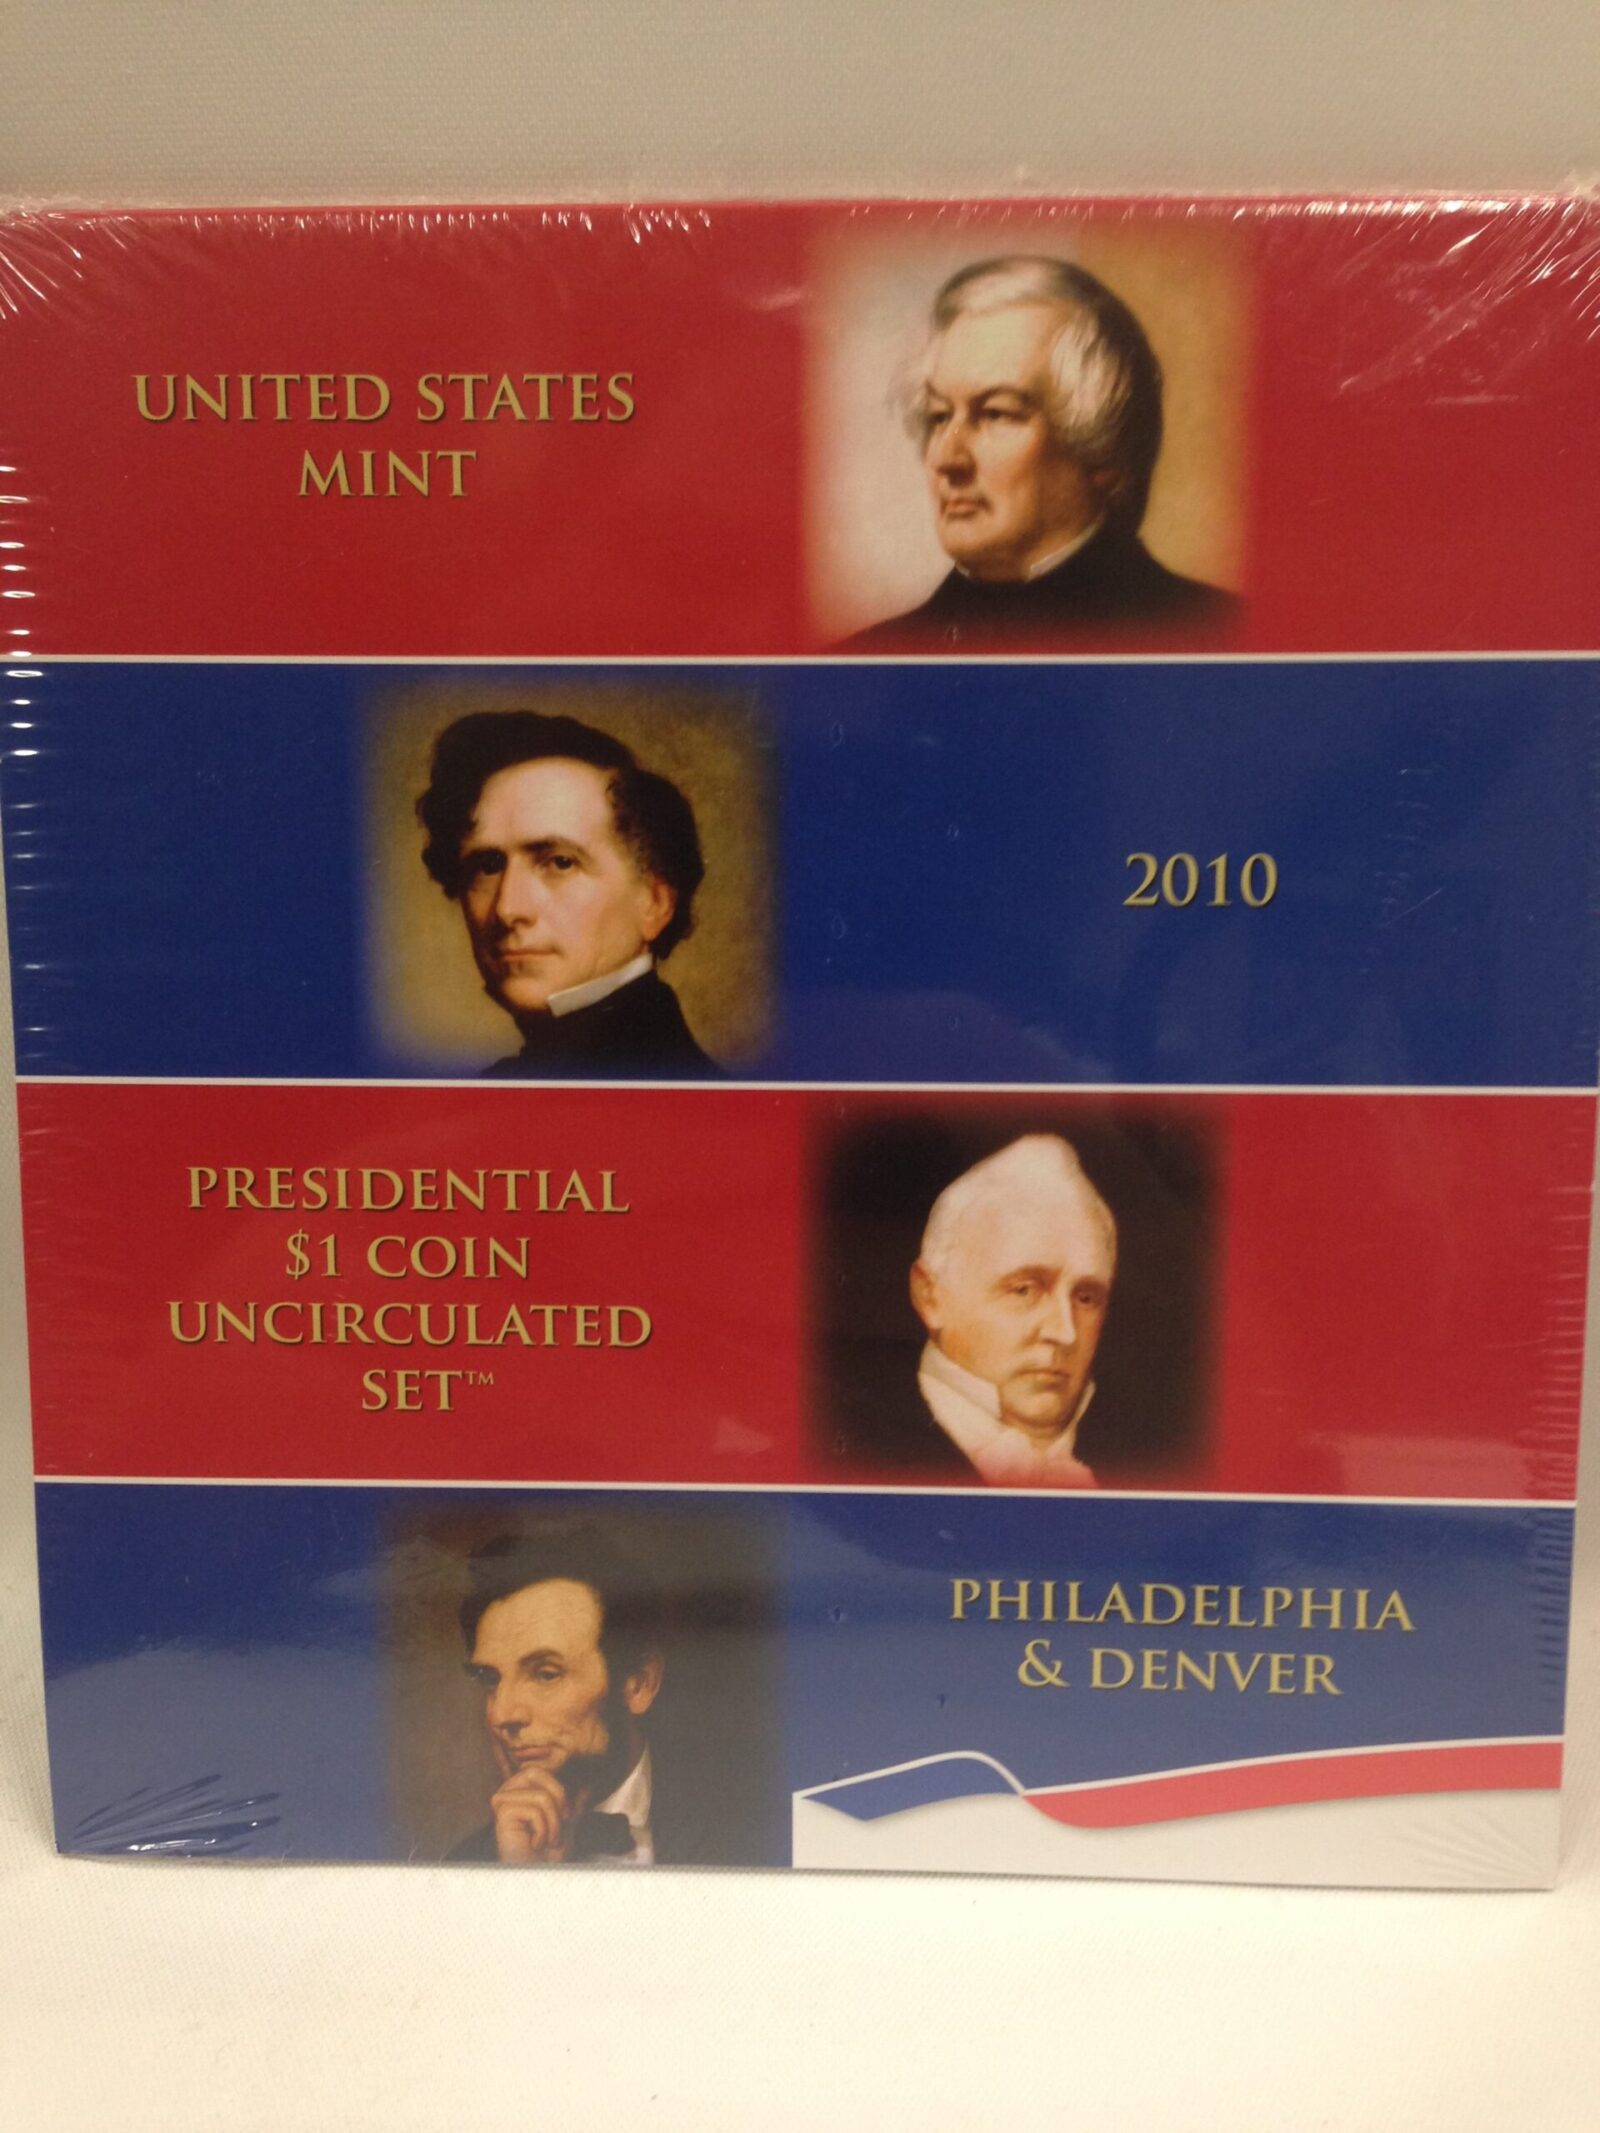 UNITED STATES
MINT
2010
PRESIDENTIAL
$1 COIN
UNCIRCULATED
SET™
PHILADELPHIA
& DENVER